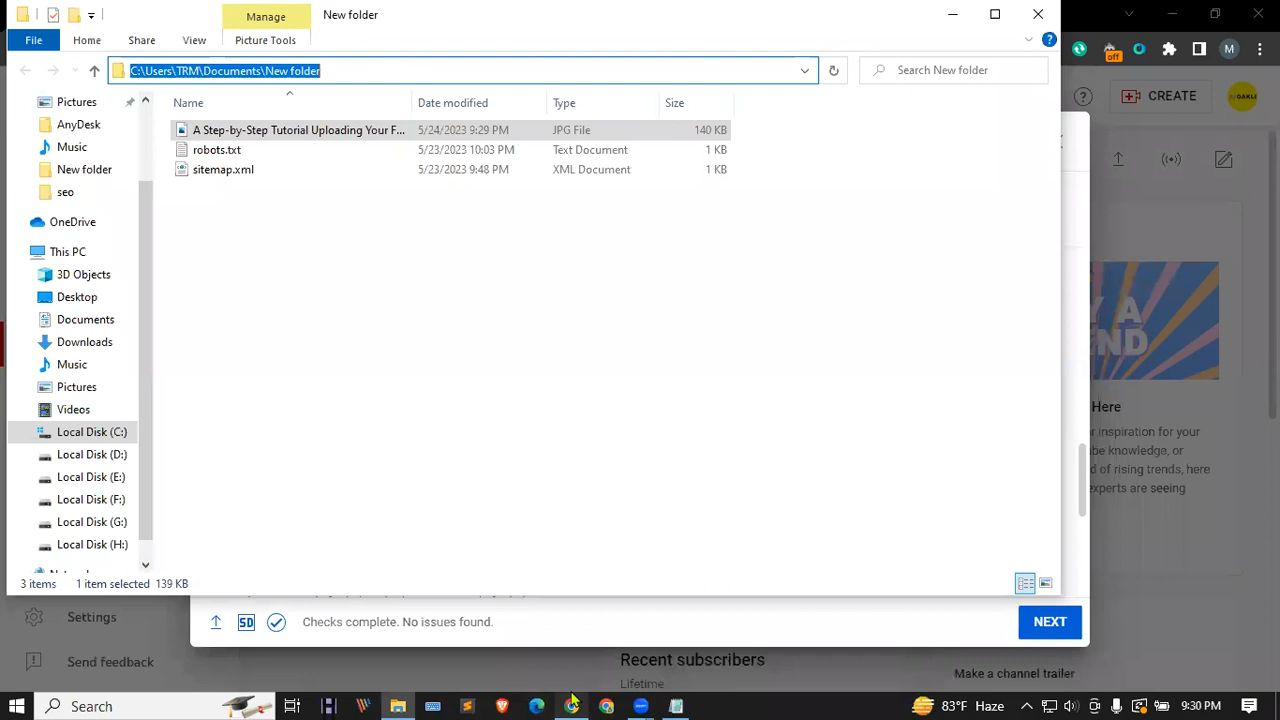 Manage
New folder
File
Home
Share
View
Picture Tools
C:\Users\TRM\Documents\New folder
Search New folder
off
M
CREATE
Pictures
AnyDesk
Music
New folder
seo
OneDrive
This PC
3D Objects
Desktop
Documents
Downloads
Music
Pictures
Videos
Local Disk (C:)
Local Disk (D:)
Local Disk (E:)
Local Disk (F:)
Local Disk (G:)
Local Disk (H:)
Name
Date modified
Type
Size
A Step-by-Step Tutorial Uploading Your F...
5/24/2023 9:29 PM
JPG File
140 KB
robots.txt
5/23/2023 10:03 PM
Text Document
1 KB
sitemap.xml
5/23/2023 9:48 PM
XML Document
1 KB
3 items
1 item selected
139 KB
Here
r inspiration for your
be knowledge, or
d of rising trends, here
experts are seeing
SD
Checks complete. No issues found.
NEXT
Settings
Send feedback
Recent subscribers
Lifetime
Make a channel trailer
Search
83°F Haze
9:30 PM